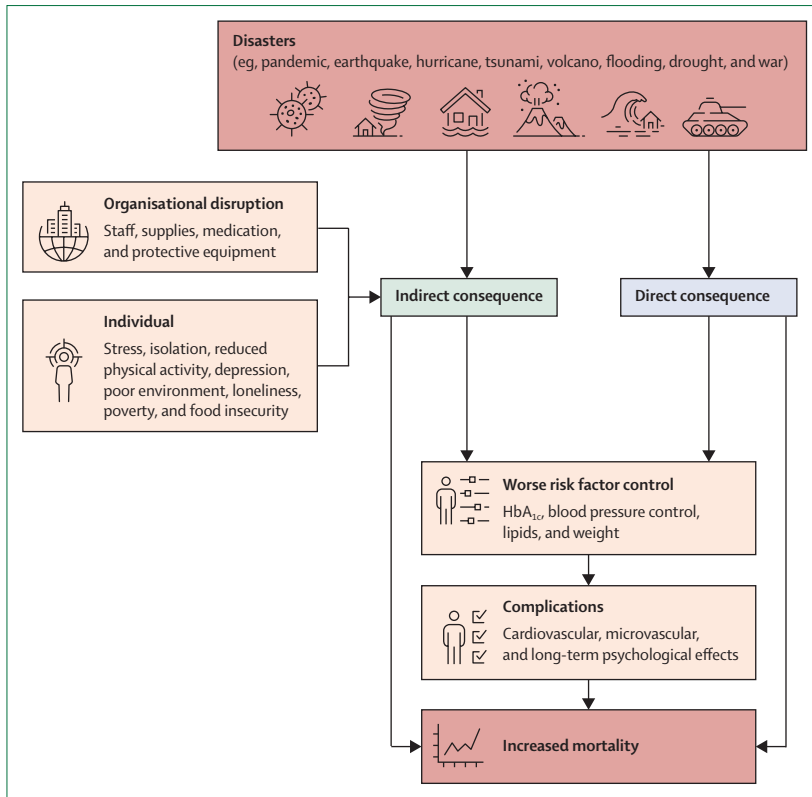 Disasters
(eg, pandemic, earthquake, hurricane, tsunami, volcano, flooding, drought, and war)
Organisational disruption
Staff, supplies, medication,
and protective equipment
Individual
Stress, isolation, reduced
physical activity, depression,
poor environment, loneliness,
poverty, and food insecurity
Indirect consequence
Direct consequence
Worse risk factor control
HbA1c, blood pressure control,
lipids, and weight
Complications
Cardiovascular, microvascular,
and long-term psychological effects
Increased mortality